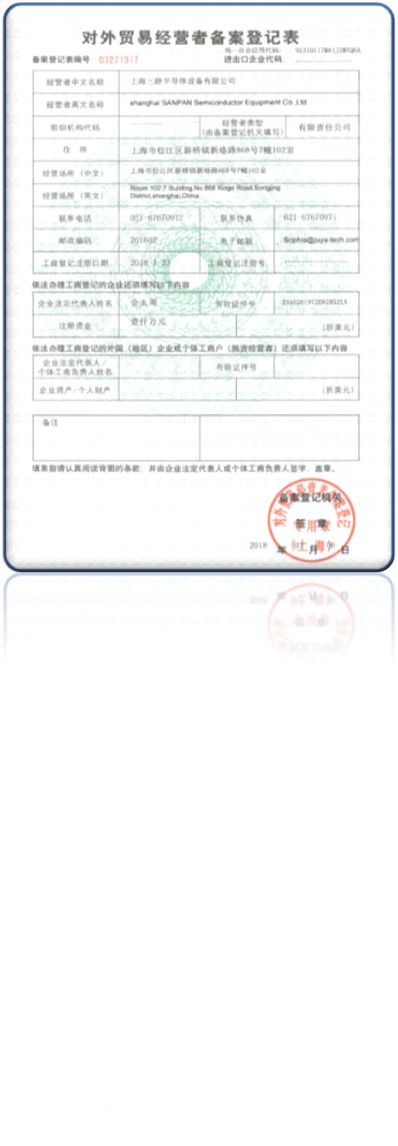 对外贸易经营者备案登记表
统一社会信用代码:
备案登记表编号 03271317 进出口企业代码:
经营者中文名称 上海三 半导体设备有限公司
经营者英文名称 shanghai SANPAN Semiconductor Equipment Co.,Ltd
组织机构代码 经营者类型 (由备案登记机关填写) 有限责任公司
住 所 上海市松江区新桥镇新格路868号7幢102室
经营场所(中文) 上海市松江区新桥镇新格路868号7幢102室
经营场所(英文) Room 102,7 Building,No.868 Xinge Road,Songjing
District,shanghai,China
联系电话 021-67670912 联系传真 021-67670971
邮政编码 201612 电子邮箱 Sophia@jaya-tech.com
工商登记注册日期 2018-1-23 工商登记注册号
依法办理工商登记的企业还须填写以下内容
企业法定代表人姓名 有效证件号
注册资金 壹仟万元 (折美元)
依法办理工商登记的外国(地区)企业或个体工商户(独资经营者)还须填写以下内容
企业法定代表人/
个体工商负责人姓名 有效证件号
企业资产/个人财产 (折美元)
备注
填表前请认真阅读背面的条款,并由企业法定代表人或个体工商负责人签字、盖章。
备案登记机关
签 章
对外贸易经营者备案登记
专用章
(上海)
2018 年 月 日